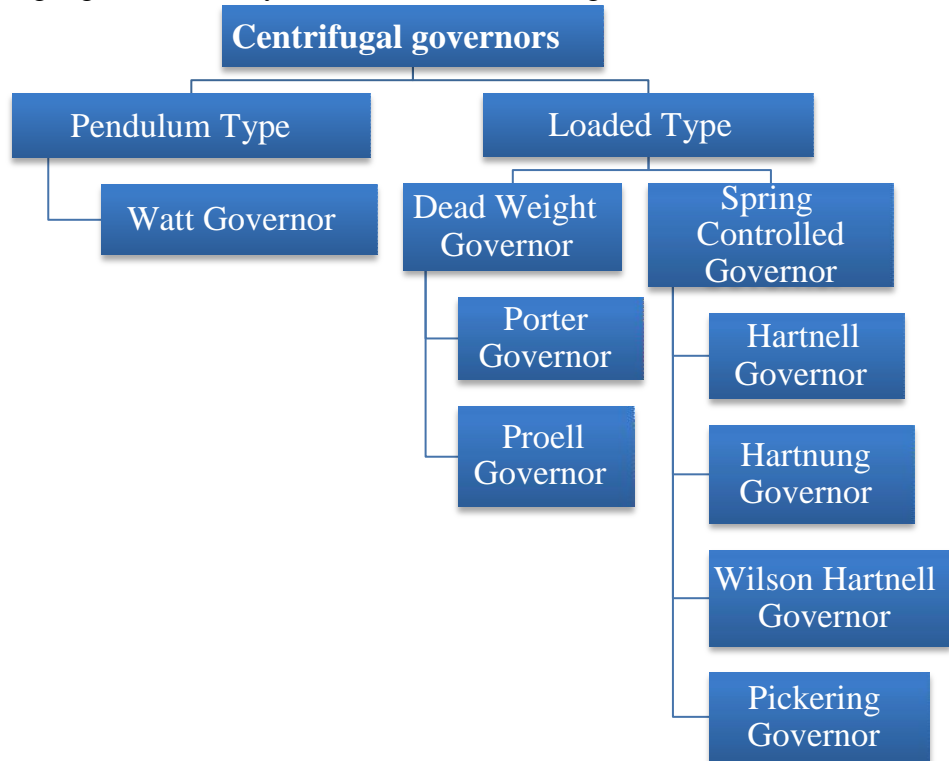 Centrifugal governors
Pendulum Type
Loaded Type
Watt Governor
Dead Weight
Governor
Spring
Controlled
Governor
Porter
Governor
Proell
Governor
Hartnell
Governor
Hartnung
Governor
Wilson Hartnell
Governor
Pickering
Governor